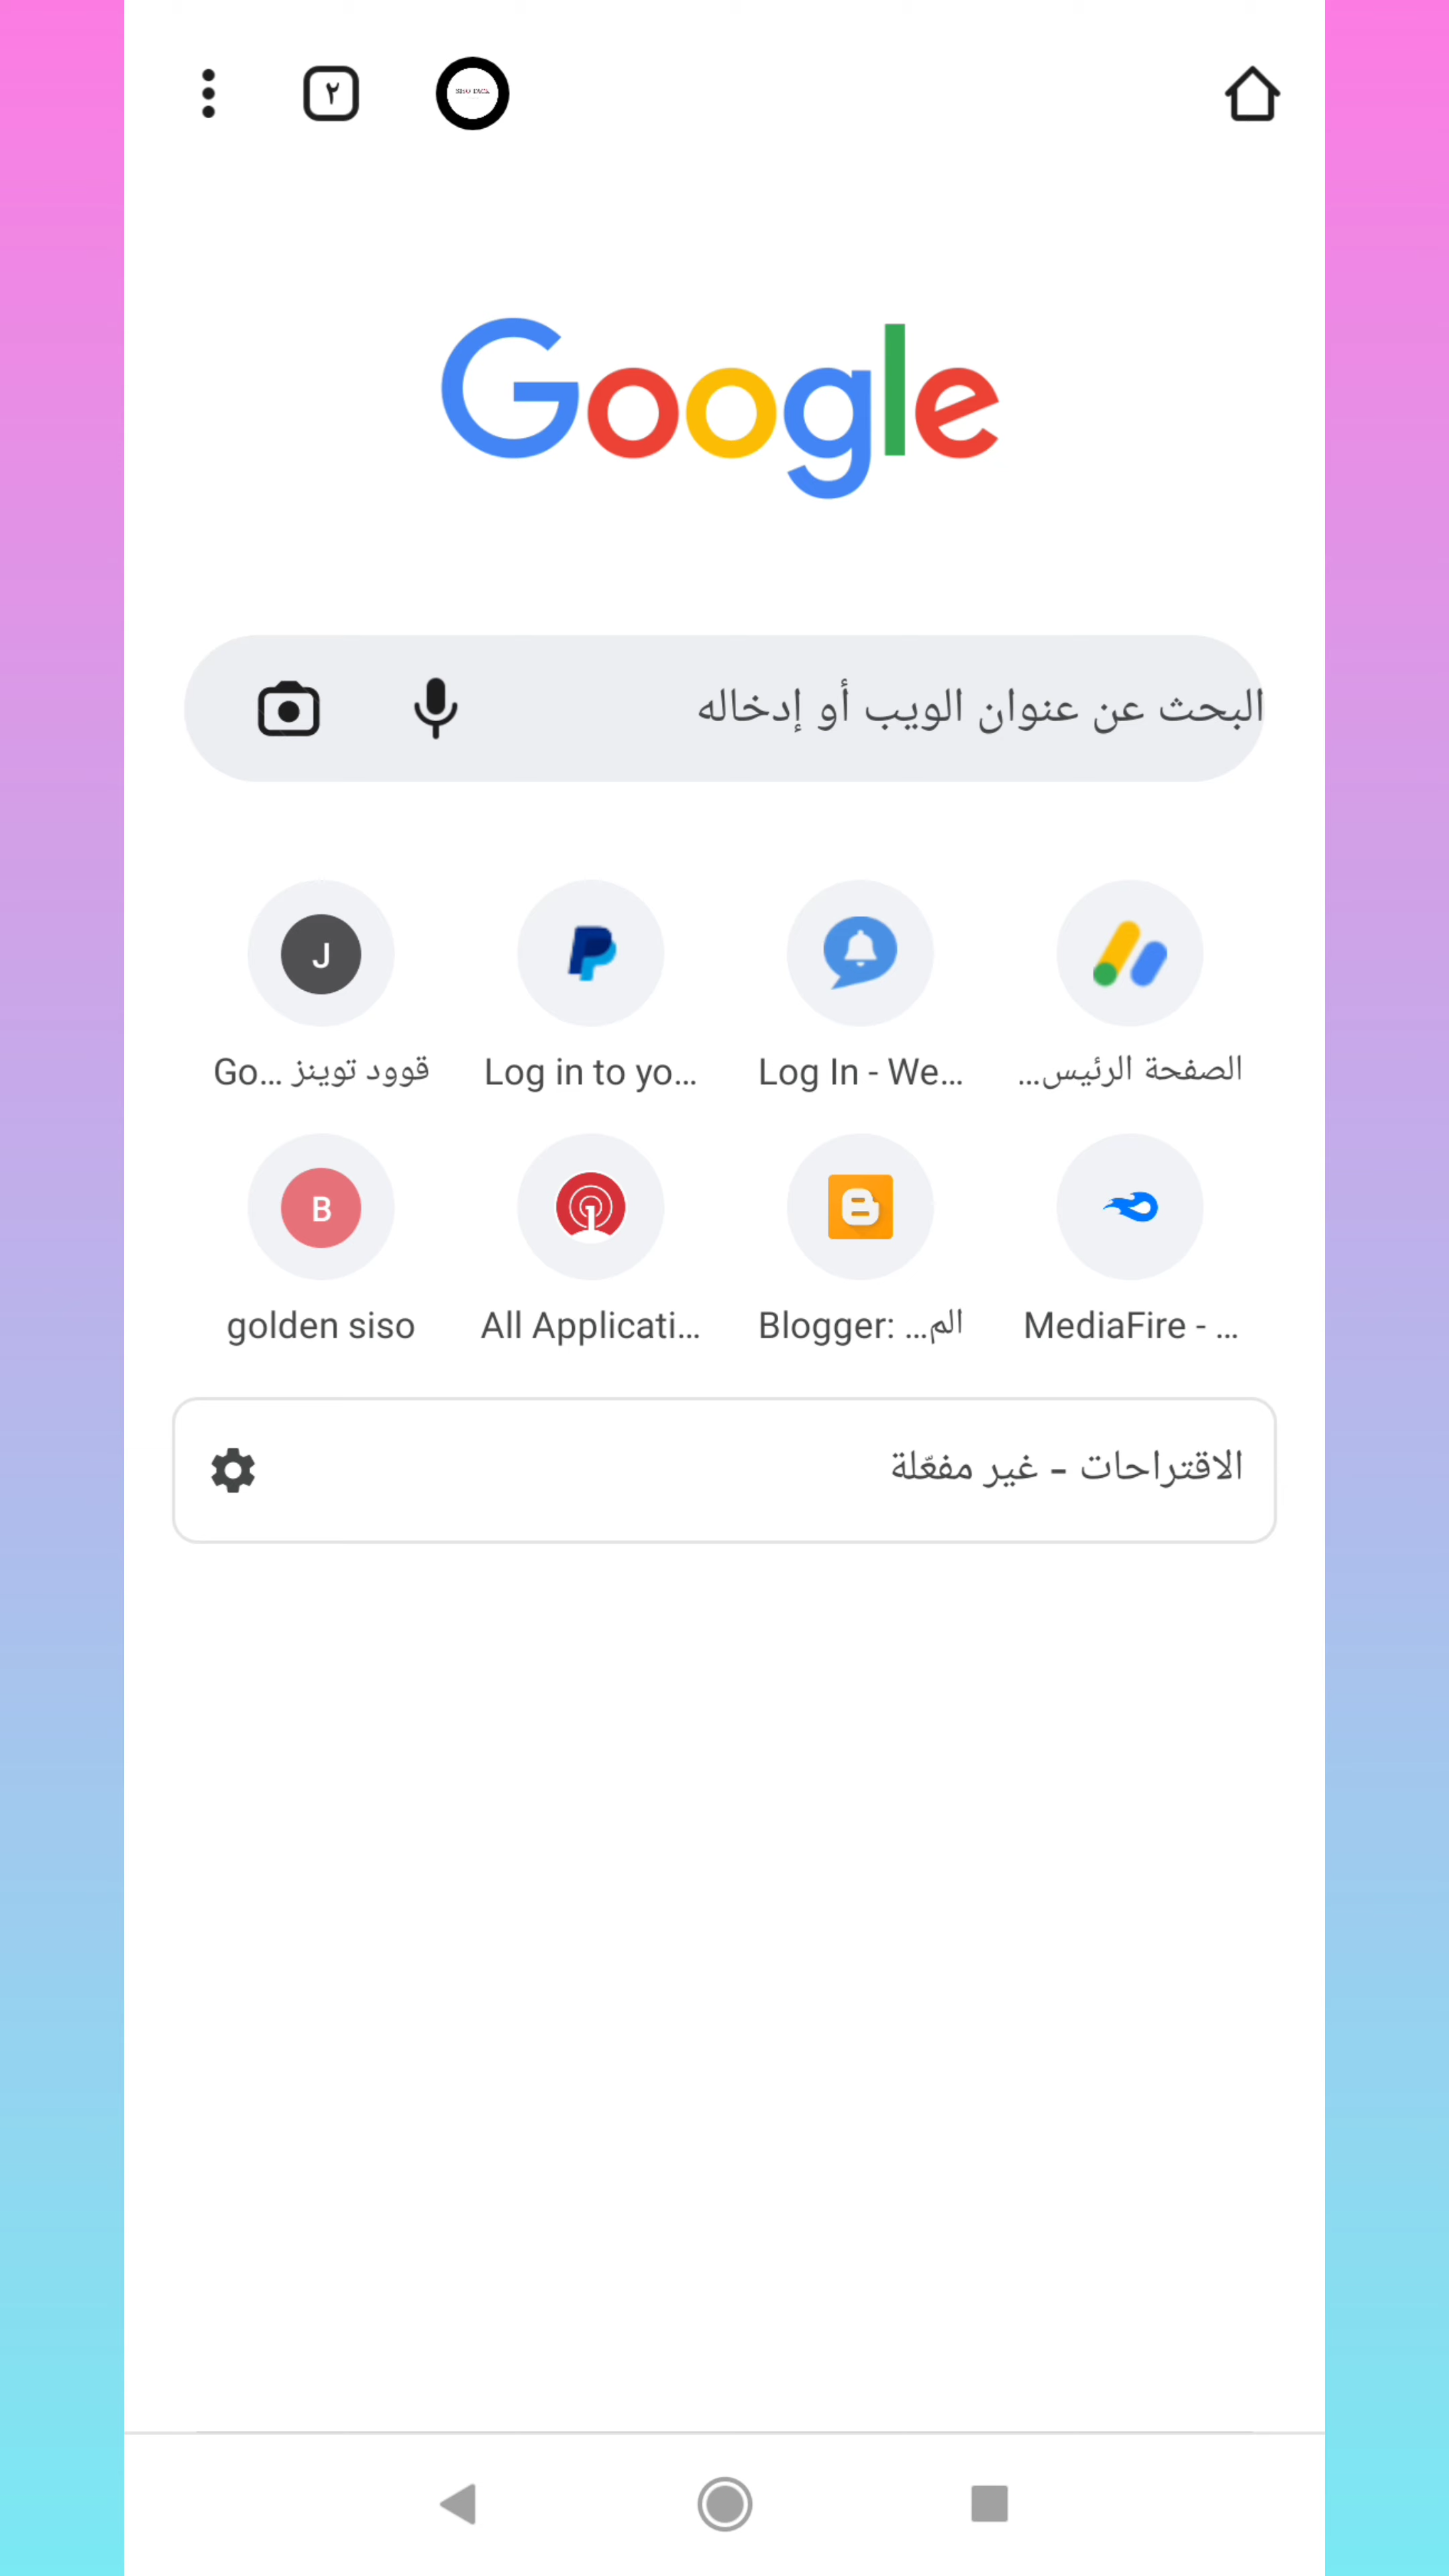 ٢
Google
البحث عن عنوان الويب أو إدخاله
J
B
الصفحة الرئيس...
Log In - We...
Log in to yo...
قوود توينز ...Go
MediaFire - ...
Blogger: الم...
All Applicati...
golden siso
الاقتراحات - غير مفعّلة